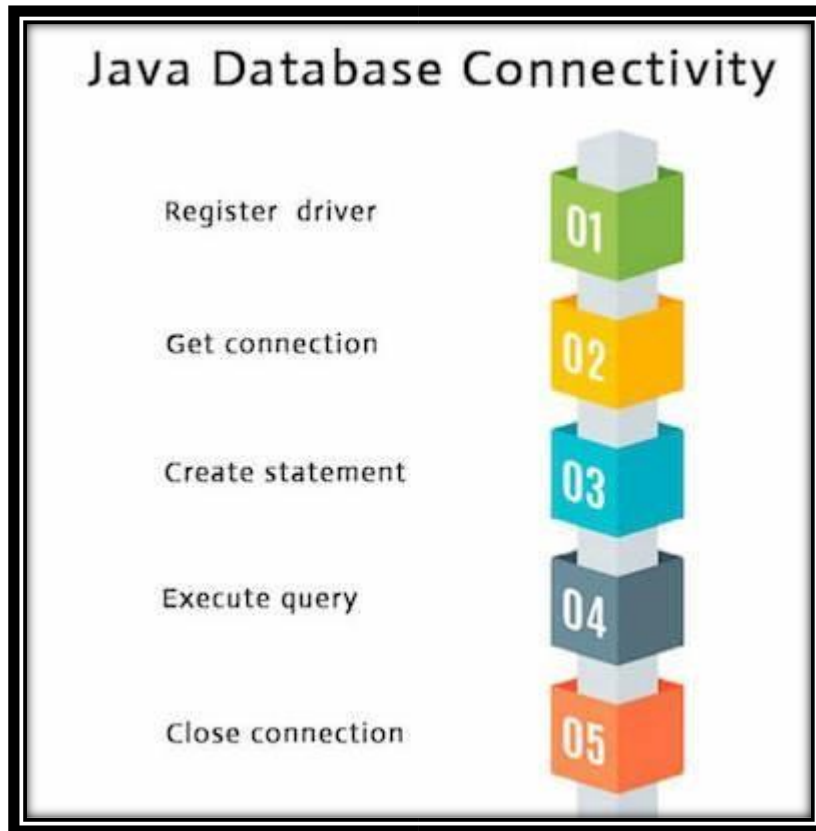 Java Database Connectivity
Register driver 01
Get connection 02
Create statement 03
Execute query 04
Close connection 05